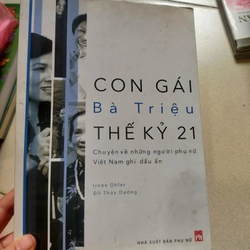 CON GÁI
Bà Triệu
THẾ KỶ 21
Chuyện về những người phụ nữ
Việt Nam ghi dấu ấn
Irene Ohler
Đỗ Thùy Dương
NHÀ XUẤT BẢN PHỤ NỮ